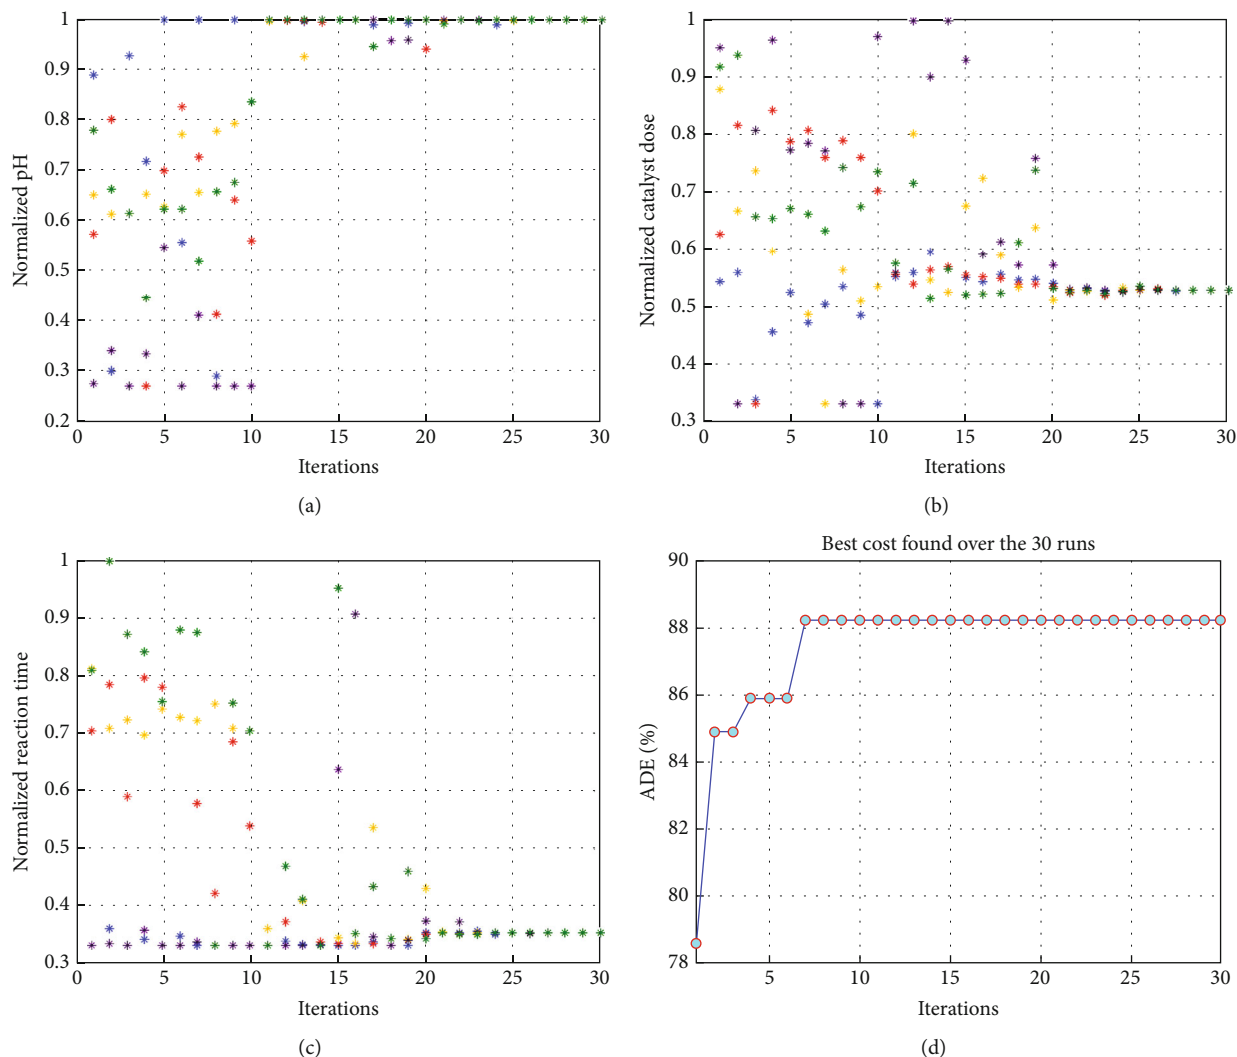 1
0.9
0.8
0.7
0.6
0.5
0.4
0.3
0.2
Normalized pH
0 5 10 15 20 25 30
Iterations
(a)
1
0.9
0.8
0.7
0.6
0.5
0.4
0.3
Normalized catalyst dose
0 5 10 15 20 25 30
Iterations
(b)
1
0.9
0.8
0.7
0.6
0.5
0.4
0.3
Normalized reaction time
0 5 10 15 20 25 30
Iterations
(c)
Best cost found over the 30 runs
90
88
86
84
82
80
78
ADE (%)
5 10 15 20 25 30
Iterations
(d)